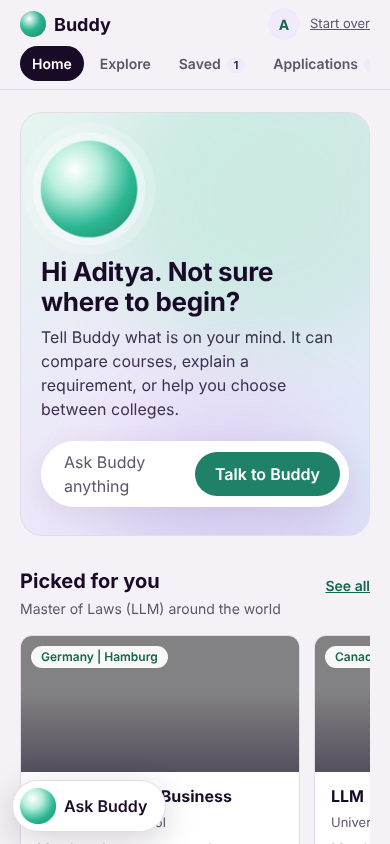 Buddy
A
Start over
Home
Explore
Saved 1
Applications
Hi Aditya. Not sure
where to begin?
Tell Buddy what is on your mind. It can
compare courses, explain a
requirement, or help you choose
between colleges.
Ask Buddy
anything
Talk to Buddy
Picked for you
See all
Master of Laws (LLM) around the world
Germany | Hamburg
Business
LLM
Ask Buddy